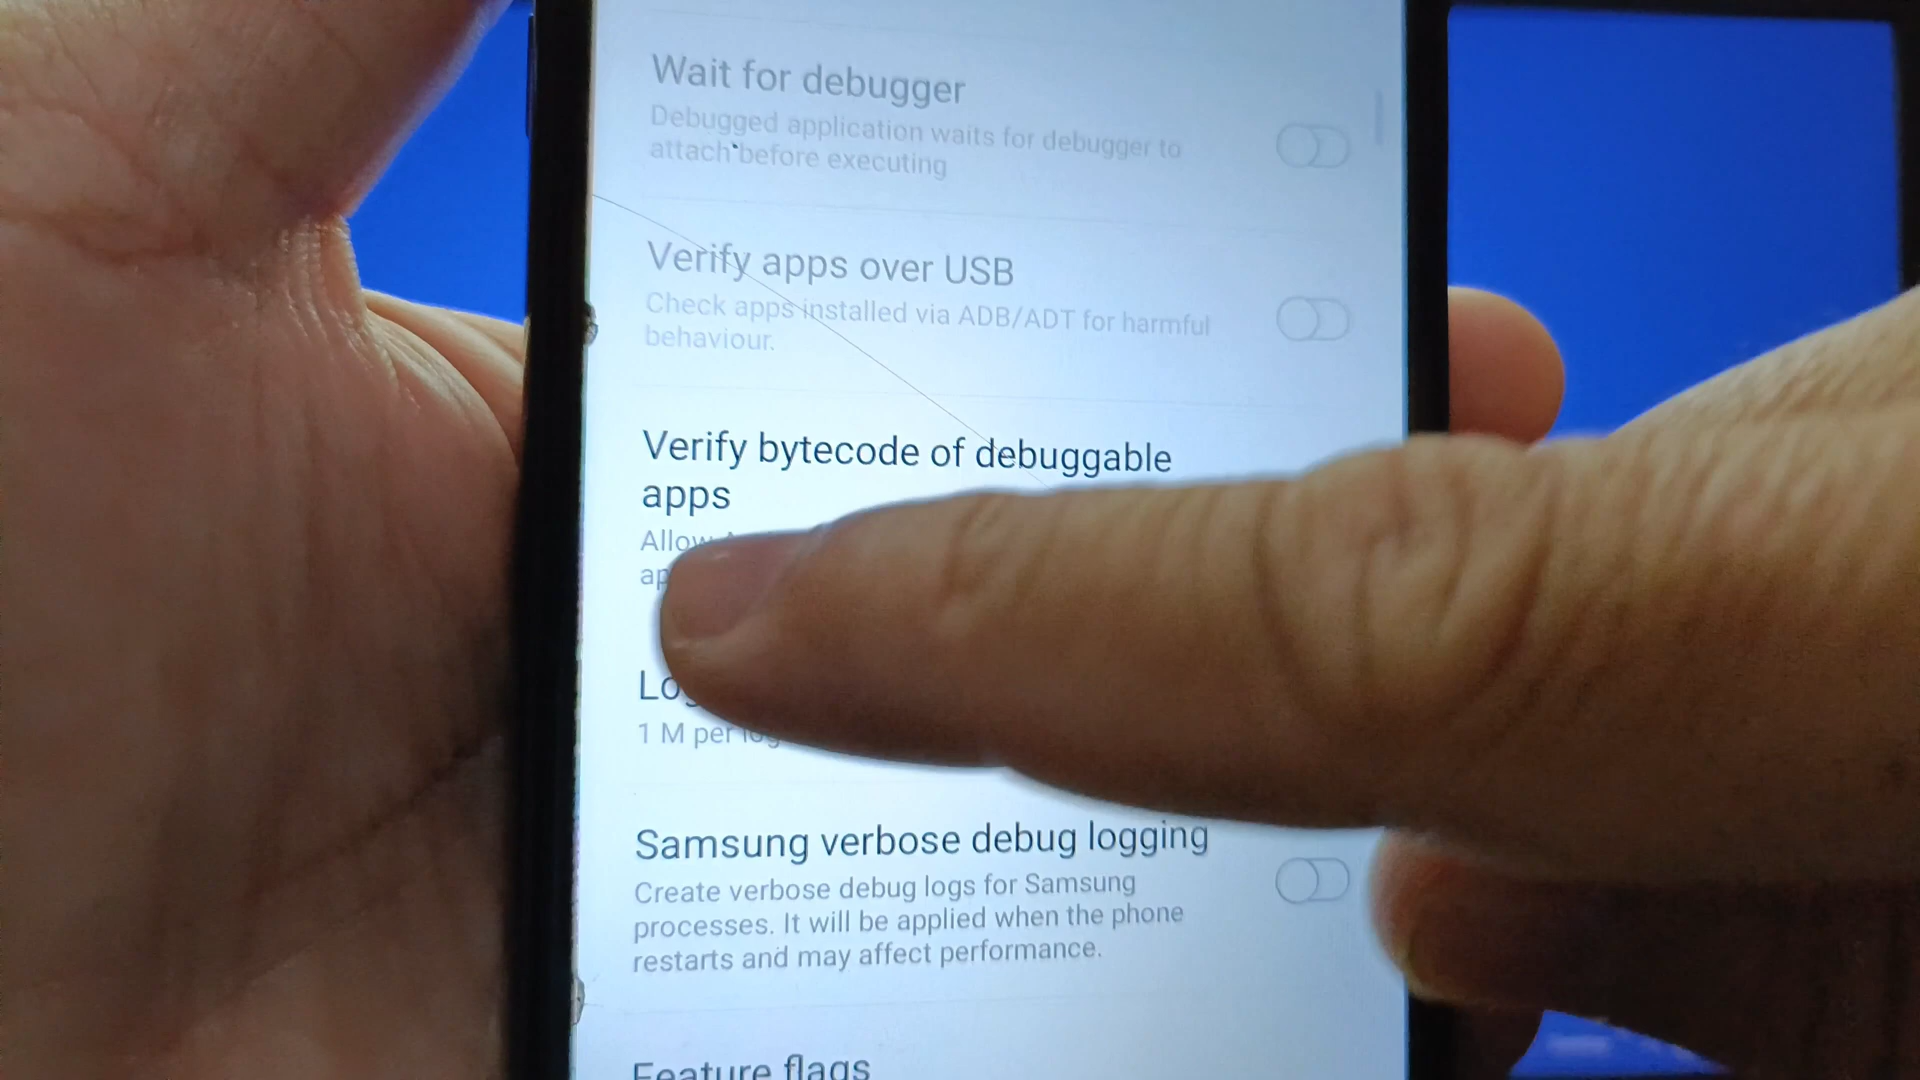 Wait for debugger
Debugged application waits for debugger to
attach before executing
Verify apps over USB
Check apps installed via ADB/ADT for harmful
behaviour.
Verify bytecode of debuggable
apps
Allow
1 M per
Samsung verbose debug logging
Create verbose debug logs for Samsung
processes. It will be applied when the phone
restarts and may affect performance.
Feature flags